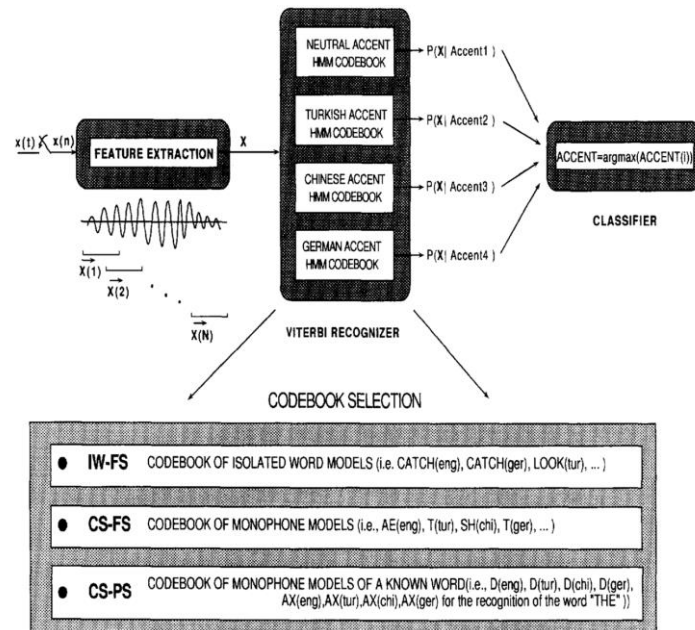 NEUTRAL ACCENT
HMM CODEBOOK
P(X| Accent1 )
TURKISH ACCENT
HMM CODEBOOK
P(X| Accent2 )
x(t) x(n)
FEATURE EXTRACTION
X
ACCENT=argmax(ACCENT(i))
CHINESE ACCENT
HMM CODEBOOK
P(X| Accent3 )
CLASSIFIER
GERMAN ACCENT
HMM CODEBOOK
P(X| Accent4 )
X(1)
X(2)
. . .
X(N)
VITERBI RECOGNIZER
CODEBOOK SELECTION
● IW-FS CODEBOOK OF ISOLATED WORD MODELS (i.e. CATCH(eng), CATCH(ger), LOOK(tur), ... )
● CS-FS CODEBOOK OF MONOPHONE MODELS (i.e., AE(eng), T(tur), SH(chi), T(ger), ... )
● CS-PS CODEBOOK OF MONOPHONE MODELS OF A KNOWN WORD(i.e., D(eng), D(tur), D(chi), D(ger),
AX(eng),AX(tur),AX(chi),AX(ger) for the recognition of the word "THE" ))